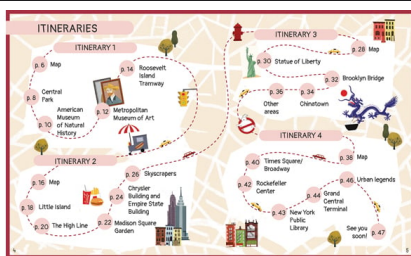 ITINERARIES
ITINERARY 1
p. 6 Map
p. 8
Central
Park
p. 10
American
Museum
of Natural
History
p. 12 Metropolitan
Museum of Art
p. 14 Roosevelt
Island
Tramway
ITINERARY 2
p. 16 Map
p. 18 Little Island
p. 20 The High Line
p. 22 Madison Square
Garden
p. 24 Chrysler
Building and
Empire State
Building
p. 26 Skyscrapers
4
ITINERARY 3
p. 28 Map
p. 30 Statue of Liberty
p. 32 Brooklyn Bridge
p. 34
Chinatown
p. 36
Other
areas
ITINERARY 4
p. 38 Map
p. 40 Times Square/
Broadway
p. 42 Rockefeller
Center
p. 43 New York
Public
Library
p. 44 Grand
Central
Terminal
p. 46 Urban legends
See you
soon!
p. 47
5